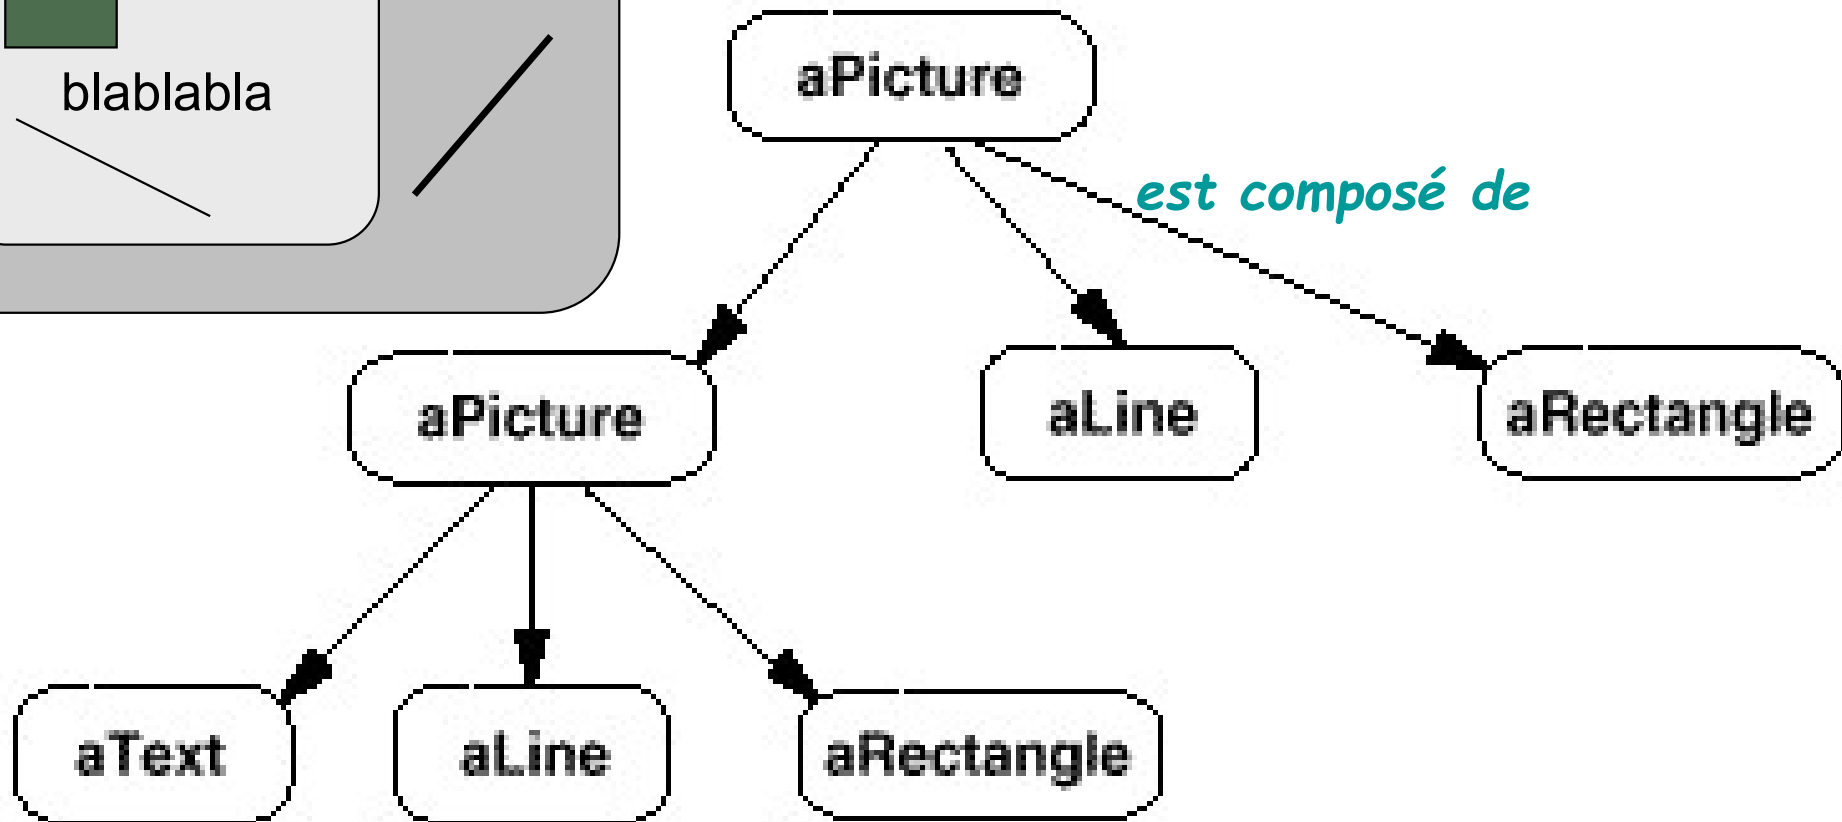 blablabla
aPicture
est composé de
aPicture
aLine
aRectangle
aText
aLine
aRectangle